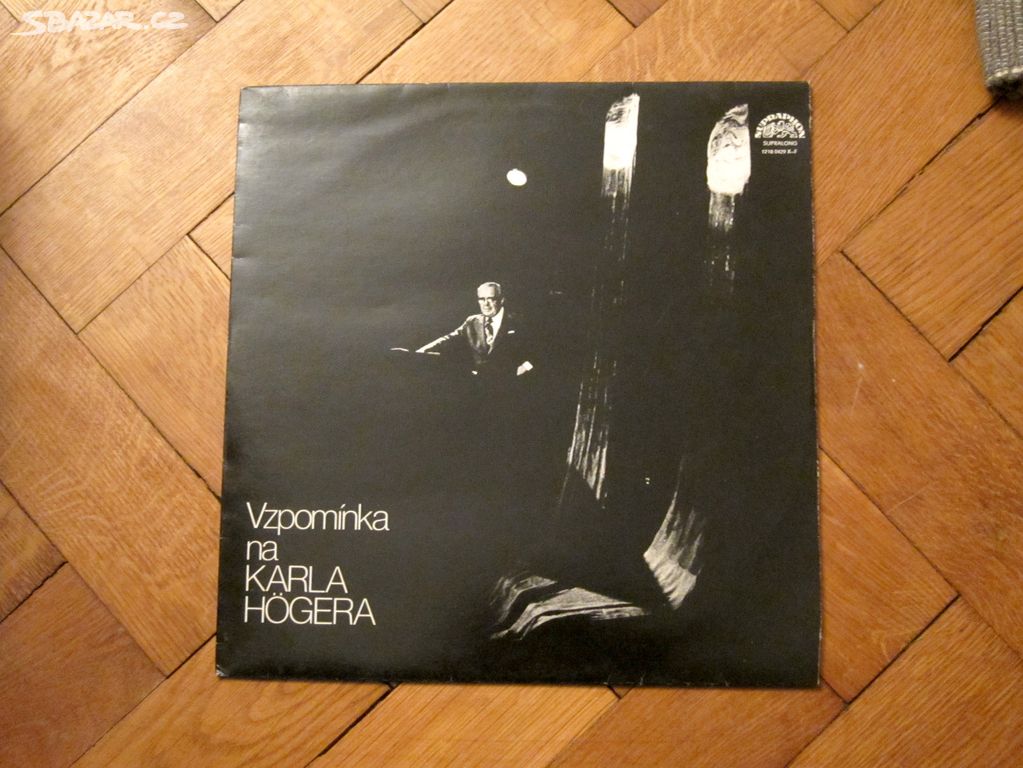 SBAZAR.CZ
SUPRAPHON
SUPRALONG
Vzpomínka
na
KARLA
HÖGERA